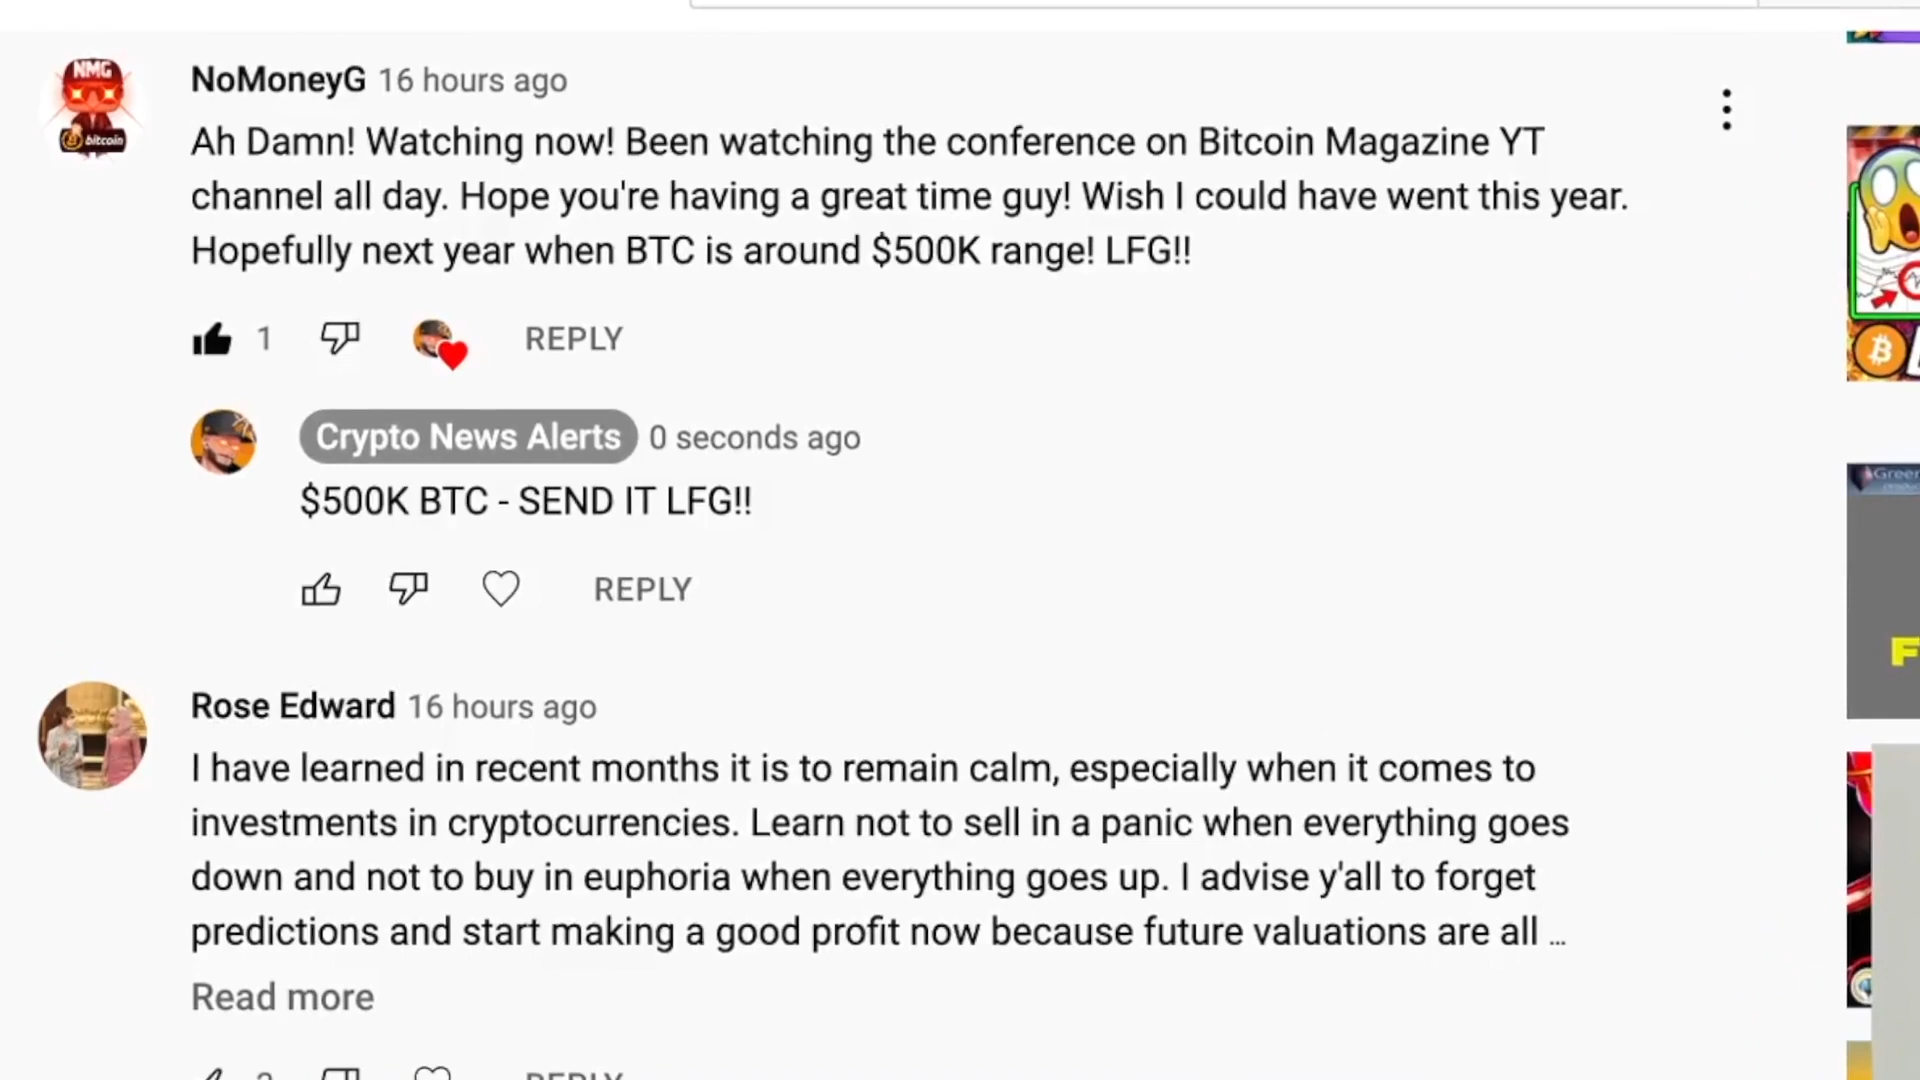 NMG
bitcoin
NoMoneyG 16 hours ago
Ah Damn! Watching now! Been watching the conference on Bitcoin Magazine YT
channel all day. Hope you're having a great time guy! Wish I could have went this year.
Hopefully next year when BTC is around $500K range! LFG!!
1 REPLY
Crypto News Alerts 0 seconds ago
$500K BTC - SEND IT LFG!!
REPLY
Rose Edward 16 hours ago
I have learned in recent months it is to remain calm, especially when it comes to
investments in cryptocurrencies. Learn not to sell in a panic when everything goes
down and not to buy in euphoria when everything goes up. I advise y'all to forget
predictions and start making a good profit now because future valuations are all ...
Read more
REPLY